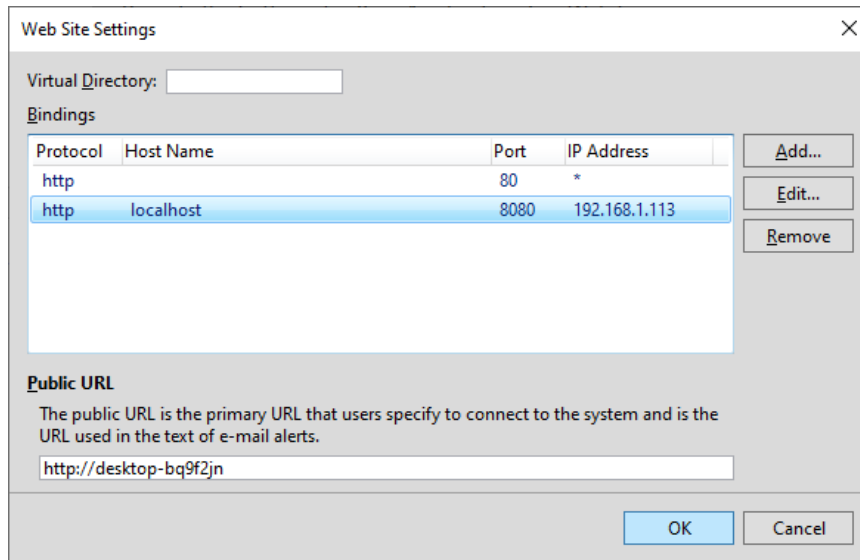 Web Site Settings
Virtual Directory:
Bindings
Protocol Host Name Port IP Address
http 80 *
http localhost 8080 192.168.1.113
Add...
Edit...
Remove
Public URL
The public URL is the primary URL that users specify to connect to the system and is the
URL used in the text of e-mail alerts.
http://desktop-bq9f2jn
OK Cancel